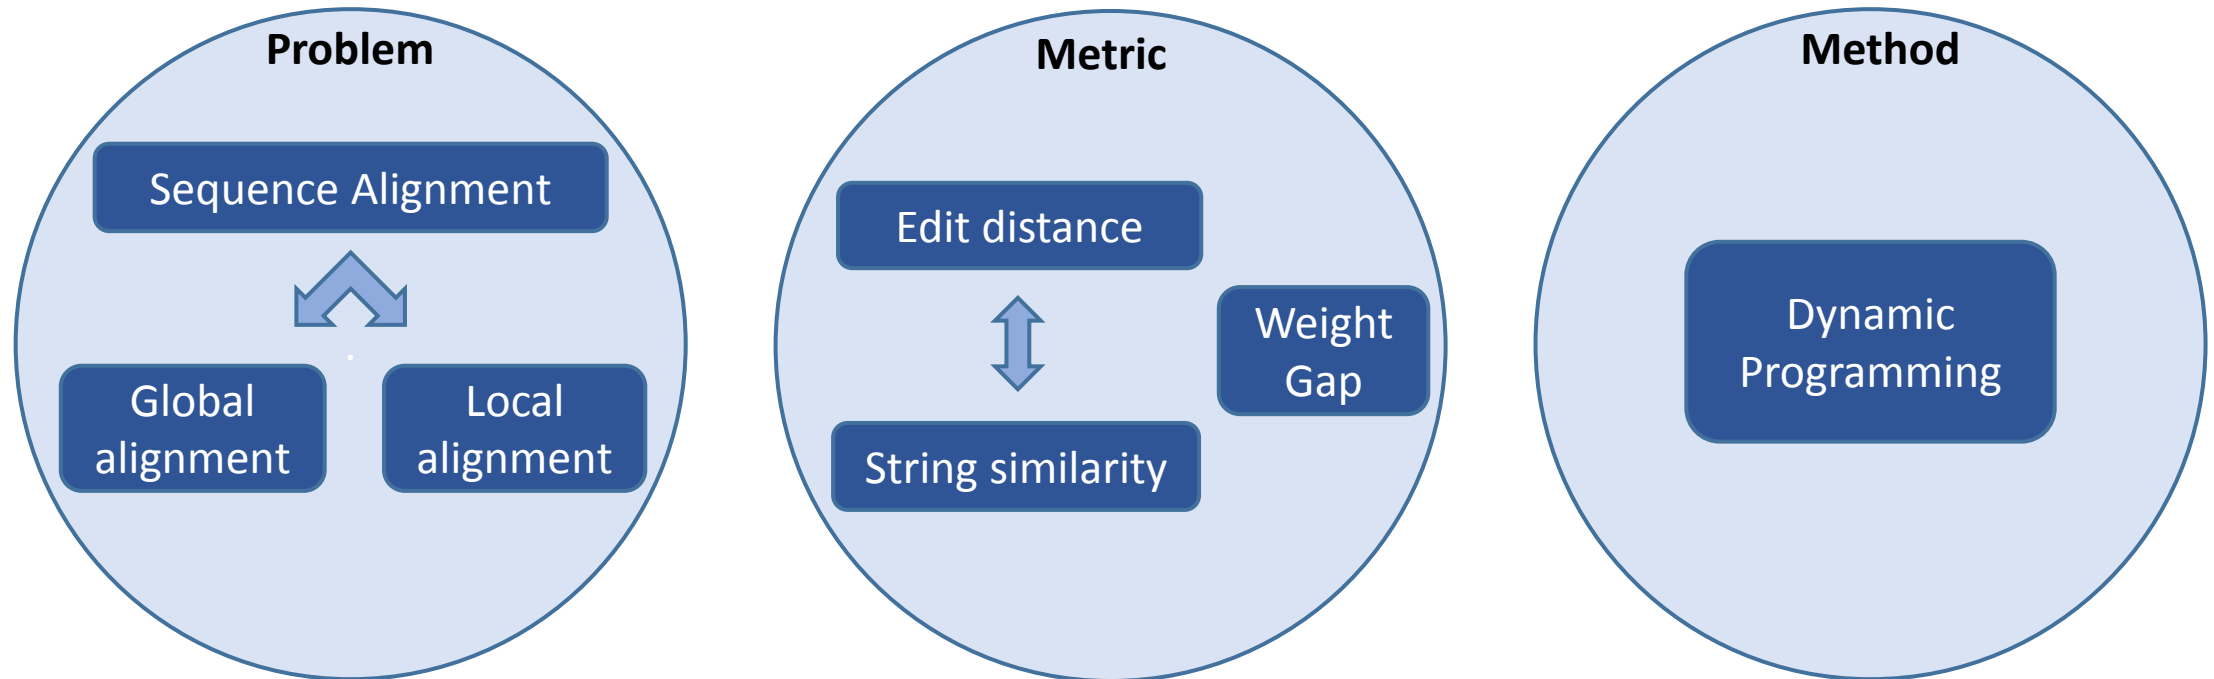 Problem
Sequence Alignment
Global
alignment
Local
alignment
Metric
Edit distance
Weight
Gap
String similarity
Method
Dynamic
Programming